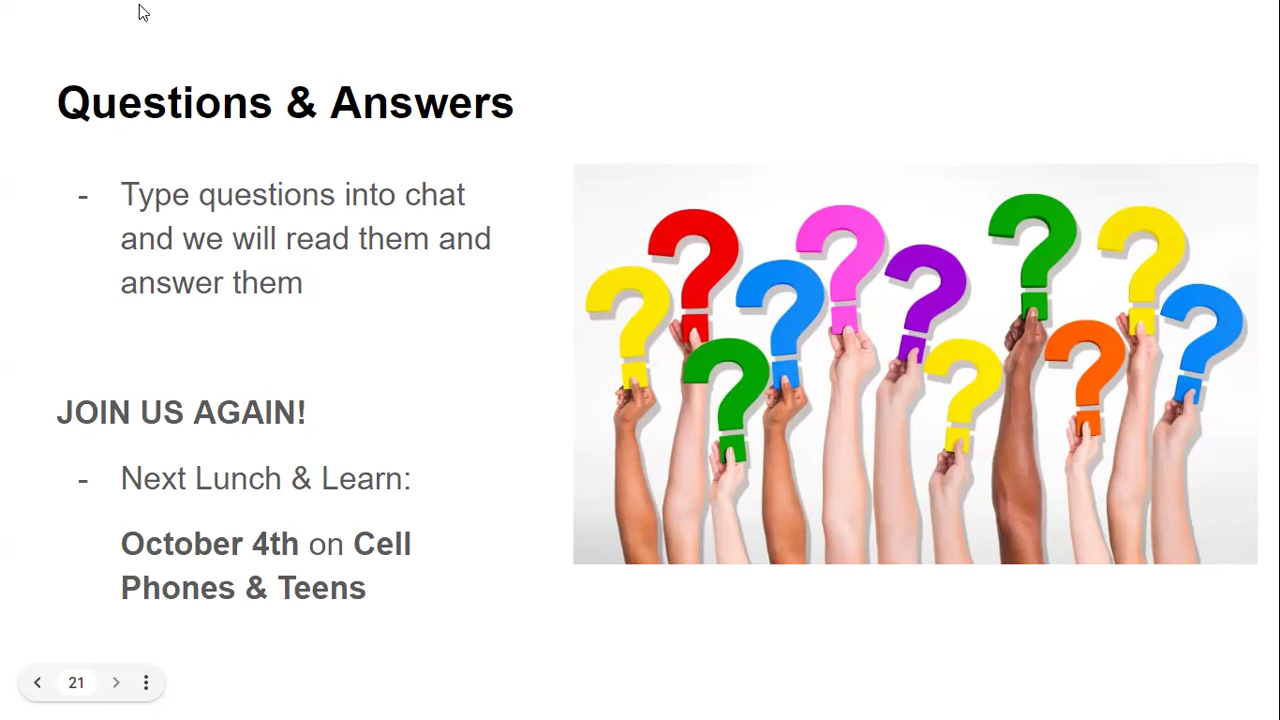 Questions & Answers
- Type questions into chat
and we will read them and
answer them
JOIN US AGAIN!
- Next Lunch & Learn:
October 4th on Cell
Phones & Teens
? ? ? ? ? ? ? ? ? ? ?
21